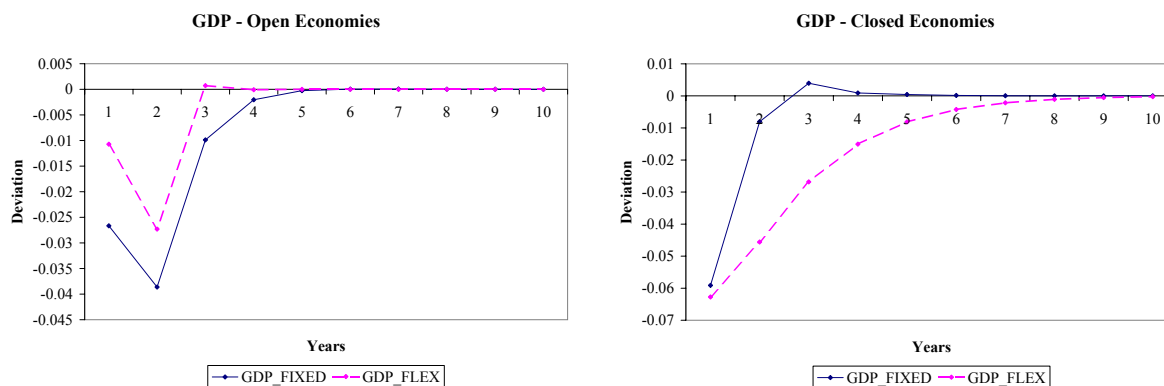 GDP - Open Economies
0.005
0
-0.005
-0.01
-0.015
-0.02
-0.025
-0.03
-0.035
-0.04
-0.045
1 2 3 4 5 6 7 8 9 10
Deviation
Years
GDP_FIXED GDP_FLEX
GDP - Closed Economies
0.01
0
-0.01
-0.02
-0.03
-0.04
-0.05
-0.06
-0.07
1 2 3 4 5 6 7 8 9 10
Deviation
Years
GDP_FIXED GDP_FLEX